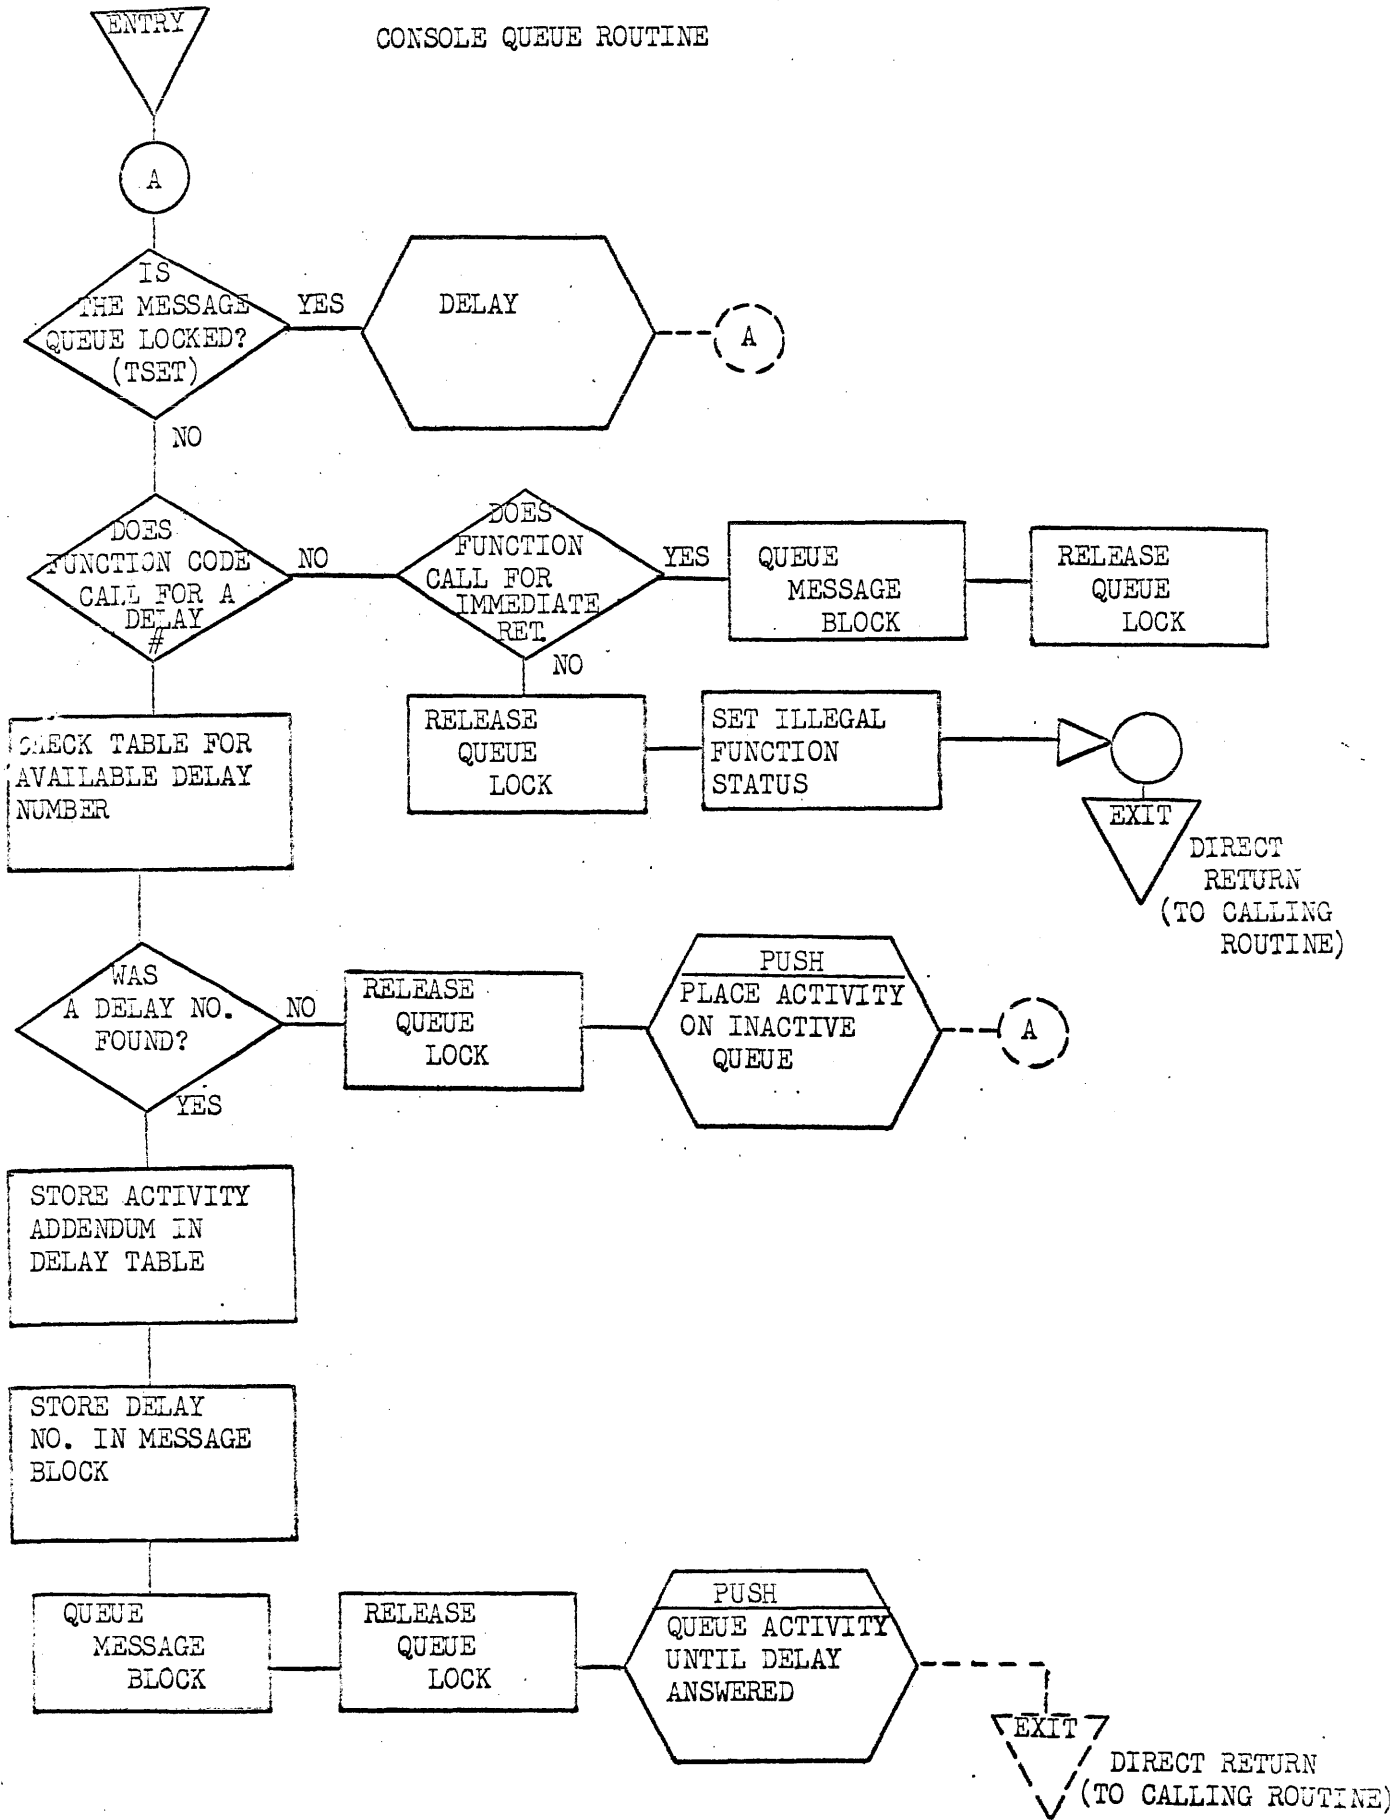 ENTRY
CONSOLE QUEUE ROUTINE
A
IS
THE MESSAGE
QUEUE LOCKED?
(TSET)
YES
DELAY
A
NO
DOES
FUNCTION CODE
CALL FOR A
DELAY
#
NO
DOES
FUNCTION
CALL FOR
IMMEDIATE
RET.
YES
QUEUE
MESSAGE
BLOCK
RELEASE
QUEUE
LOCK
NO
RELEASE
QUEUE
LOCK
SET ILLEGAL
FUNCTION
STATUS
EXIT
DIRECT
RETURN
(TO CALLING
ROUTINE)
CHECK TABLE FOR
AVAILABLE DELAY
NUMBER
WAS
A DELAY NO.
FOUND?
NO
RELEASE
QUEUE
LOCK
PUSH
PLACE ACTIVITY
ON INACTIVE
QUEUE
A
YES
STORE ACTIVITY
ADDENDUM IN
DELAY TABLE
STORE DELAY
NO. IN MESSAGE
BLOCK
QUEUE
MESSAGE
BLOCK
RELEASE
QUEUE
LOCK
PUSH
QUEUE ACTIVITY
UNTIL DELAY
ANSWERED
EXIT
DIRECT RETURN
(TO CALLING ROUTINE)